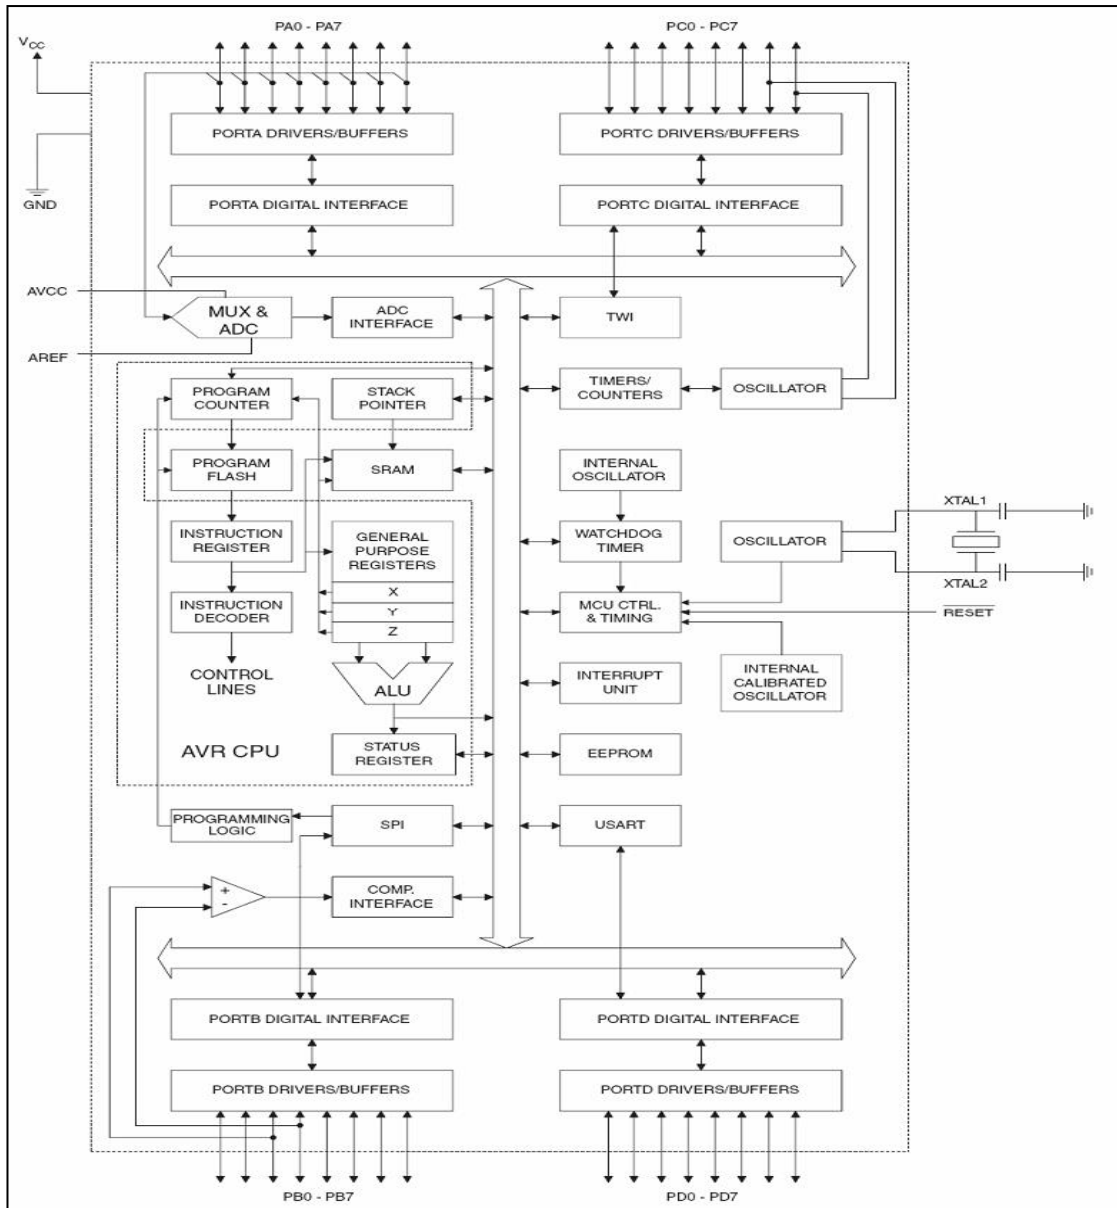 PA0 - PA7
PC0 - PC7
VCC
PORTA DRIVERS/BUFFERS
PORTC DRIVERS/BUFFERS
GND
PORTA DIGITAL INTERFACE
PORTC DIGITAL INTERFACE
AVCC
MUX &
ADC
ADC
INTERFACE
TWI
AREF
PROGRAM
COUNTER
STACK
POINTER
TIMERS/
COUNTERS
OSCILLATOR
PROGRAM
FLASH
SRAM
INTERNAL
OSCILLATOR
XTAL1
INSTRUCTION
REGISTER
GENERAL
PURPOSE
REGISTERS
WATCHDOG
TIMER
OSCILLATOR
XTAL2
X
INSTRUCTION
DECODER
Y
Z
MCU CTRL.
& TIMING
RESET
CONTROL
LINES
ALU
INTERRUPT
UNIT
INTERNAL
CALIBRATED
OSCILLATOR
AVR CPU
STATUS
REGISTER
EEPROM
PROGRAMMING
LOGIC
SPI
USART
+
-
COMP.
INTERFACE
PORTB DIGITAL INTERFACE
PORTD DIGITAL INTERFACE
PORTB DRIVERS/BUFFERS
PORTD DRIVERS/BUFFERS
PB0 - PB7
PD0 - PD7